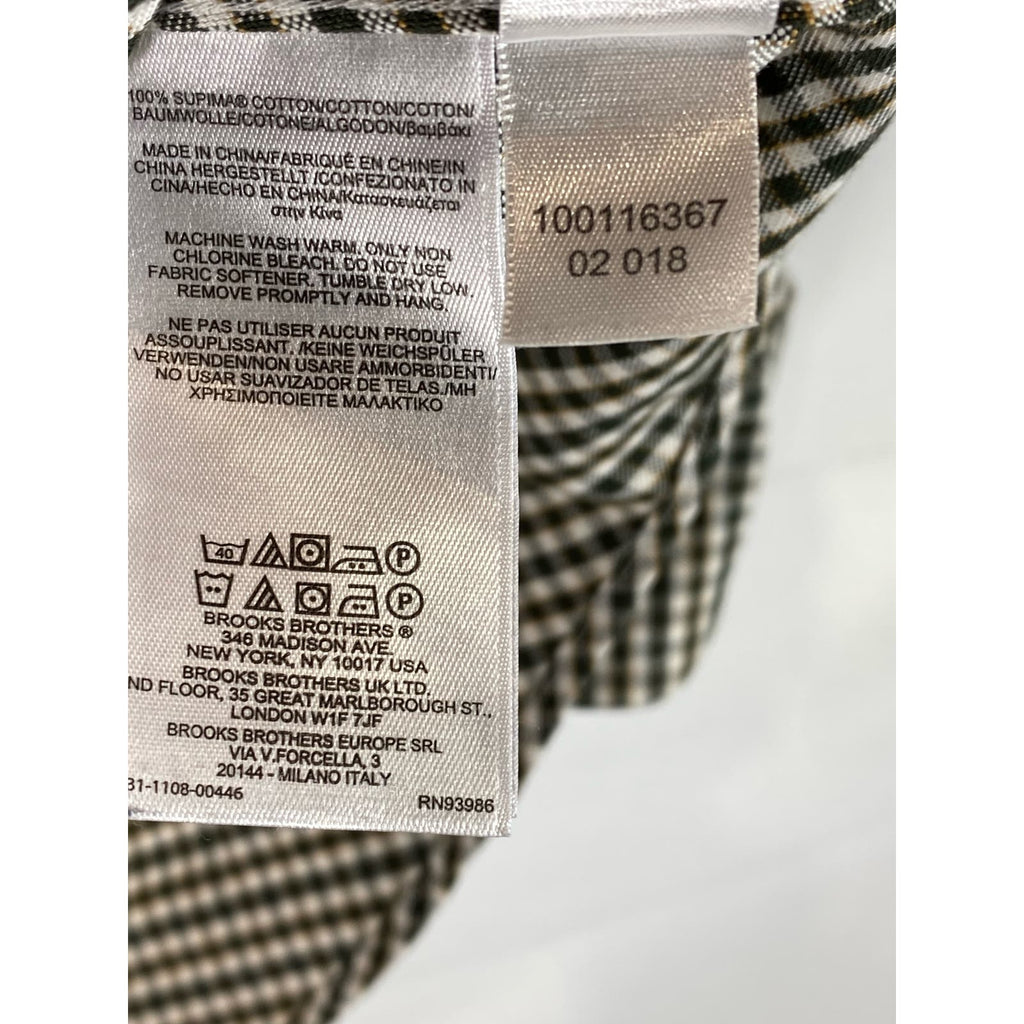 100% SUPIMA® COTTON/COTTON/COTON/
BAUMWOLLE/COTONE/ALGODON/βαμβάκι
MADE IN CHINA/FABRIQUÉ EN CHINE/IN
CHINA HERGESTELLT /CONFEZIONATO IN
CINA/HECHO EN CHINA/Κατασκευάζεται
στην Κίνα
MACHINE WASH WARM. ONLY NON
CHLORINE BLEACH. DO NOT USE
FABRIC SOFTENER. TUMBLE DRY LOW.
REMOVE PROMPTLY AND HANG.
NE PAS UTILISER AUCUN PRODUIT
ASSOUPLISSANT. /KEINE WEICHSPÜLER
VERWENDEN/NON USARE AMMORBIDENTI/
NO USAR SUAVIZADOR DE TELAS./ΜΗ
ΧΡΗΣΙΜΟΠΟΙΕΙΤΕ ΜΑΛΑΚΤΙΚΟ
40 P
P
BROOKS BROTHERS ®
346 MADISON AVE.
NEW YORK, NY 10017 USA
BROOKS BROTHERS UK LTD.
ND FLOOR, 35 GREAT MARLBOROUGH ST.,
LONDON W1F 7JF
BROOKS BROTHERS EUROPE SRL
VIA V.FORCELLA, 3
20144 - MILANO ITALY
31-1108-00446 RN93986
100116367
02 018